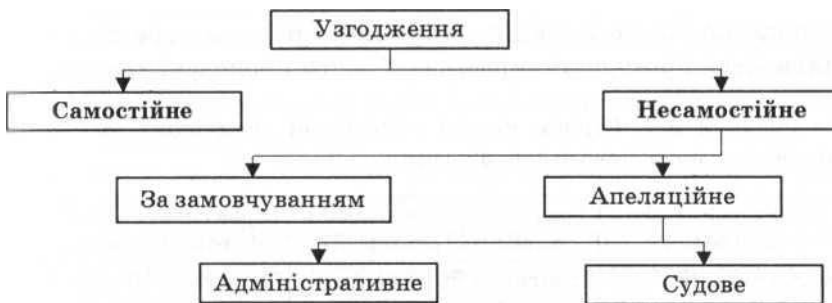 Узгодження
Самостійне
Несамостійне
За замовчуванням
Апеляційне
Адміністративне
Судове